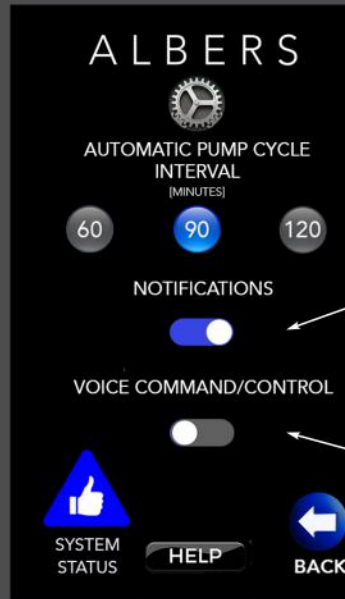 ALBERS
AUTOMATIC PUMP CYCLE
INTERVAL
[MINUTES]
60 90 120
NOTIFICATIONS
VOICE COMMAND/CONTROL
SYSTEM
STATUS
HELP
BACK